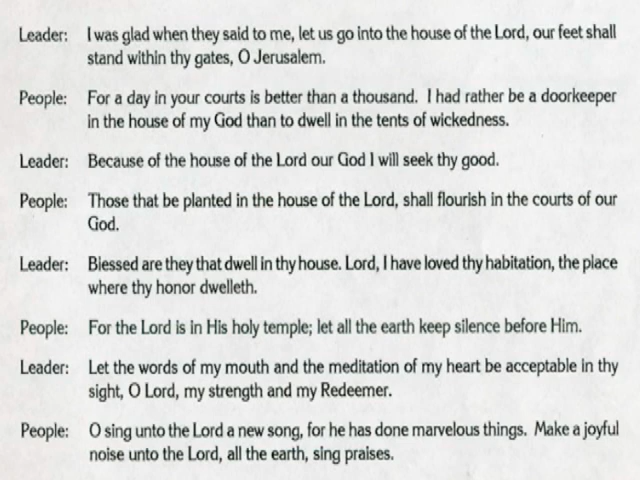 Leader: I was glad when they said to me, let us go into the house of the Lord, our feet shall
stand within thy gates, O Jerusalem.
People: For a day in your courts is better than a thousand. I had rather be a doorkeeper
in the house of my God than to dwell in the tents of wickedness.
Leader: Because of the house of the Lord our God I will seek thy good.
People: Those that be planted in the house of the Lord, shall flourish in the courts of our
God.
Leader: Blessed are they that dwell in thy house. Lord, I have loved thy habitation, the place
where thy honor dwelleth.
People: For the Lord is in His holy temple; let all the earth keep silence before Him.
Leader: Let the words of my mouth and the meditation of my heart be acceptable in thy
sight, O Lord, my strength and my Redeemer.
People: O sing unto the Lord a new song, for he has done marvelous things. Make a joyful
noise unto the Lord, all the earth, sing praises.